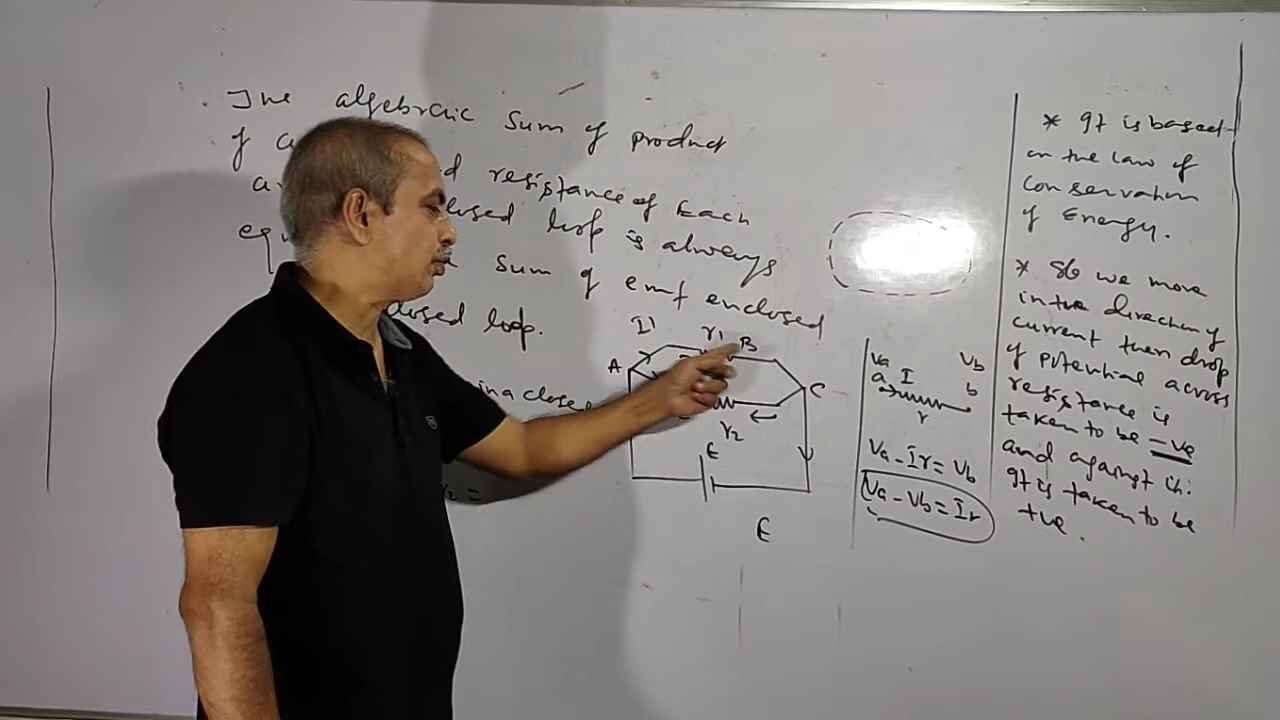 The algebraic sum of product
of resistance of Each
closed loop is always
sum of emf enclosed
closed loop.
in a closed
I1 r1 B
A C
r2
E
E
Va Vb
a I b
r
Va - Ir = Vb
Va - Vb = Ir
* It is based
on the law of
conservation
of Energy.
* If we move
in the direction of
current then drop
of potential across
resistance is
taken to be -ve
and against it
It is taken to be
+ve.